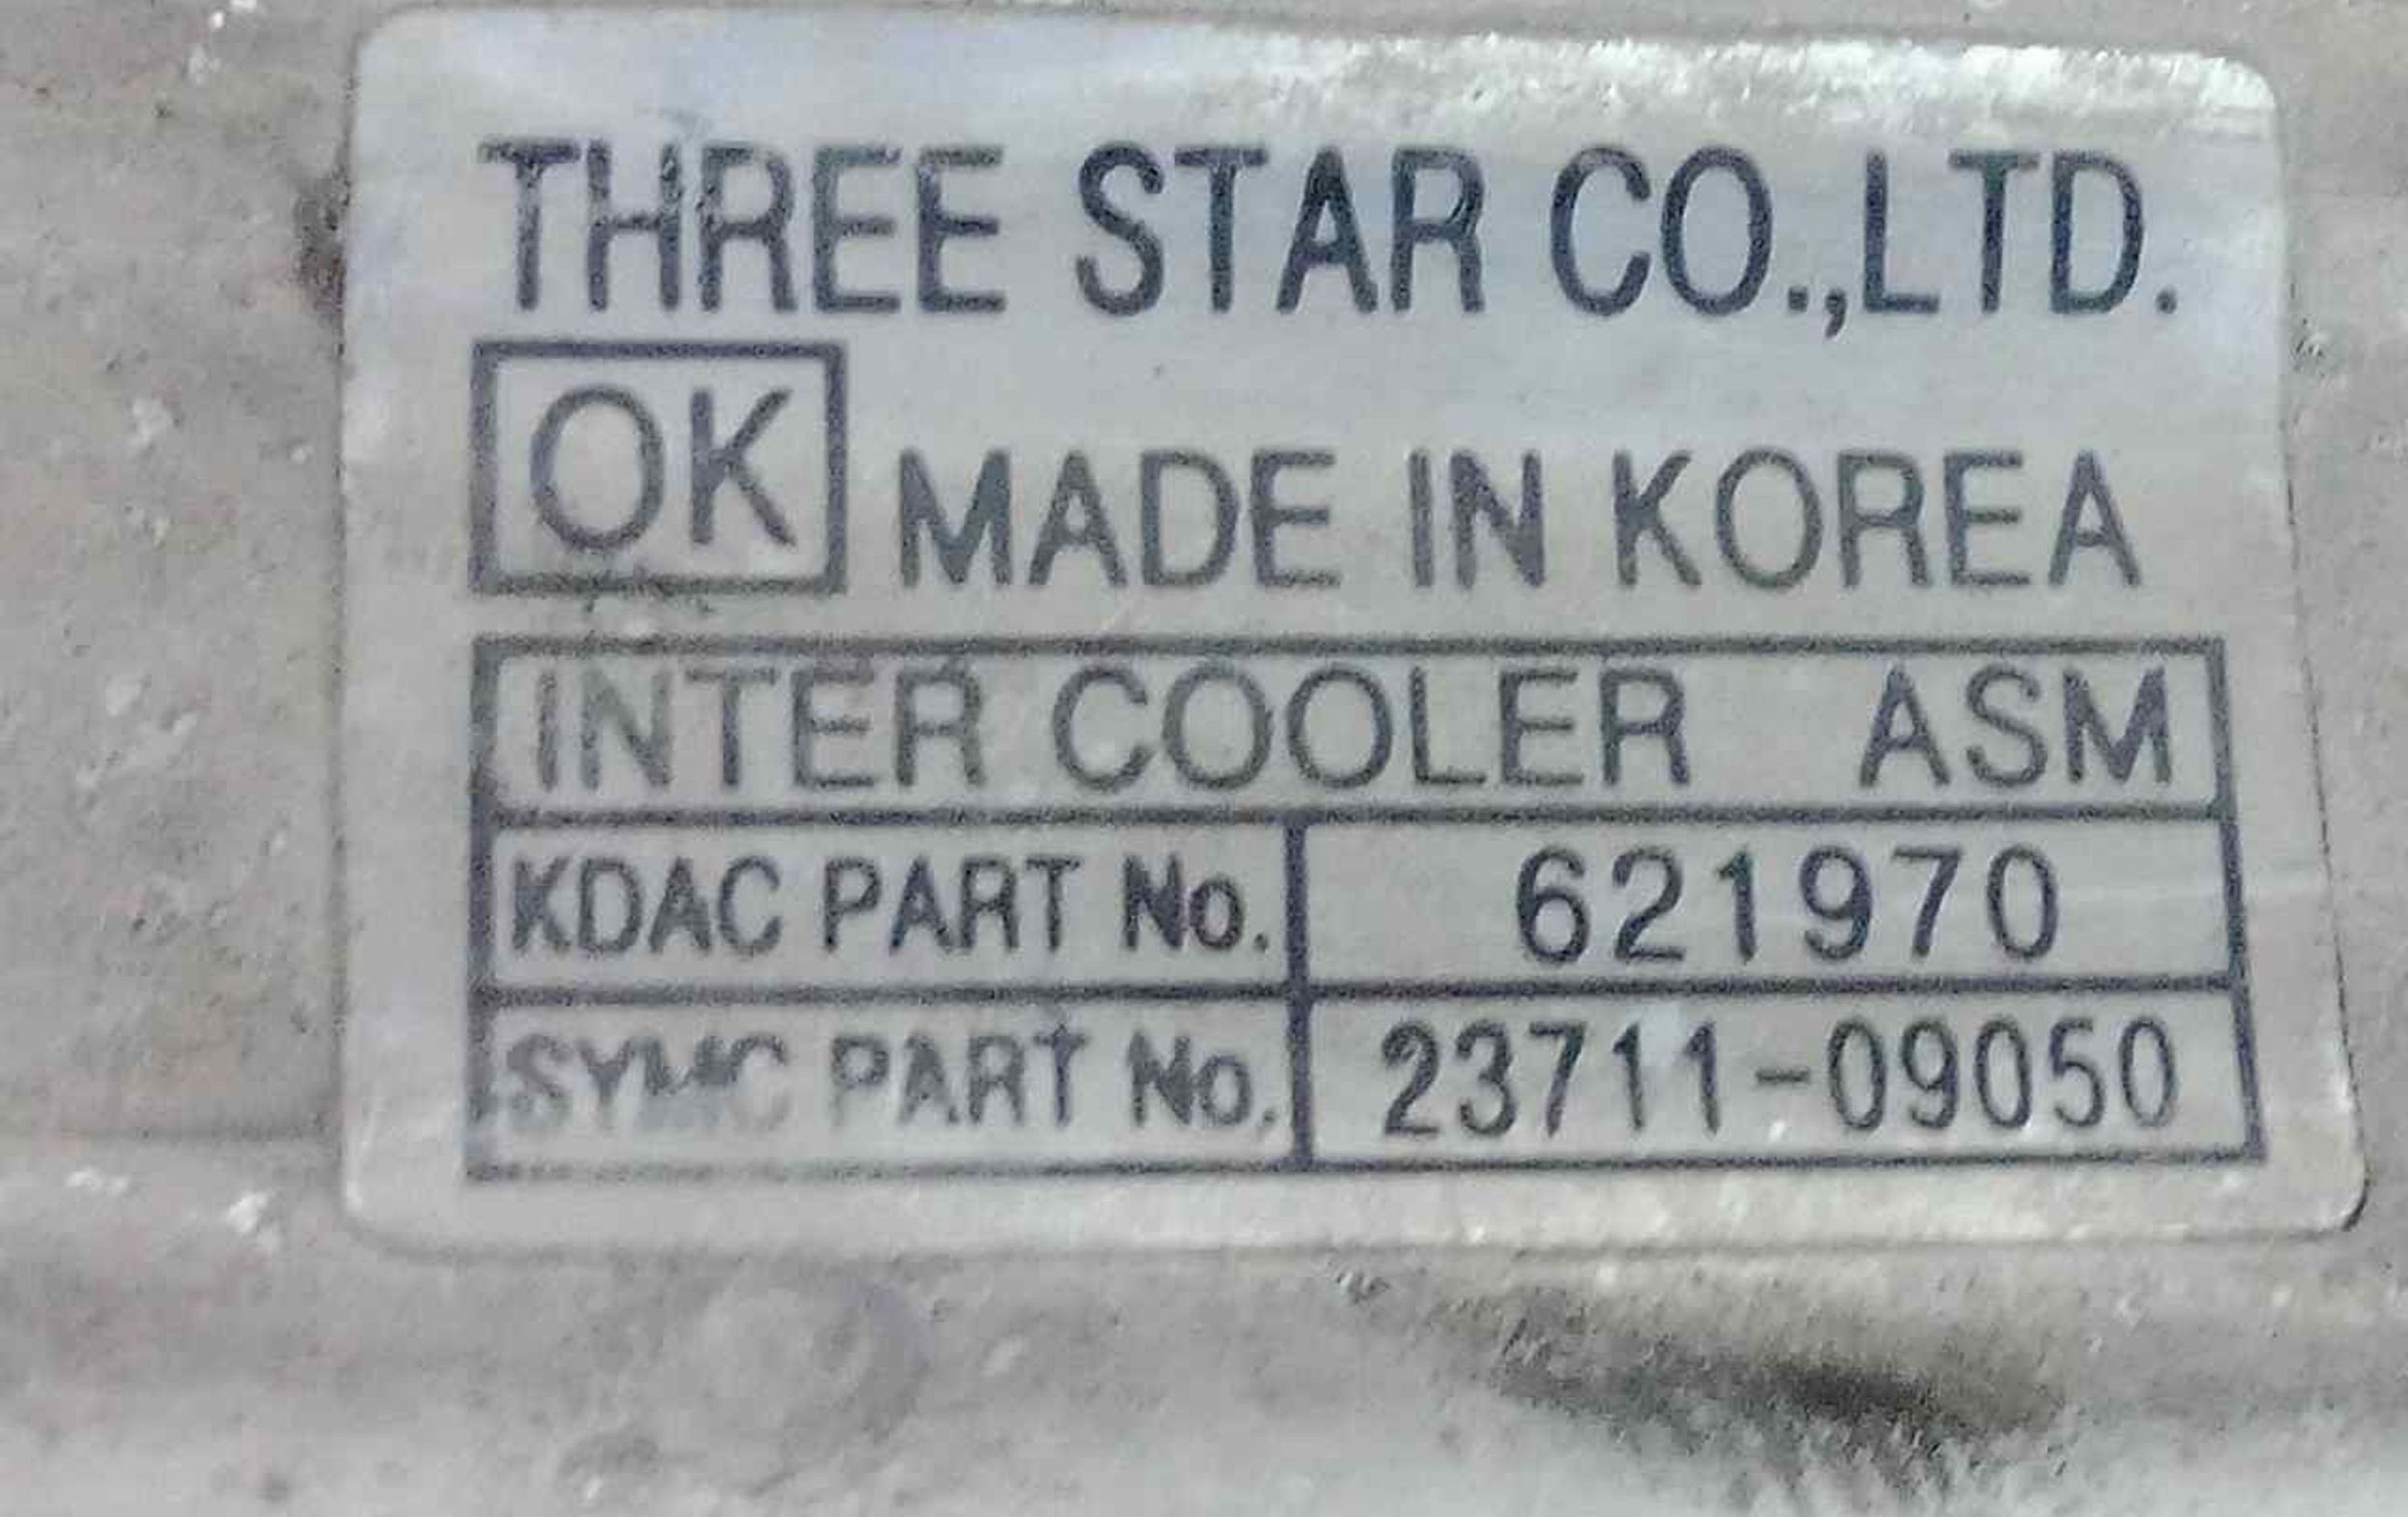 THREE STAR CO.,LTD.
OK MADE IN KOREA
INTER COOLER ASM
KDAC PART No. 621970
SYMC PART No. 23711-09050